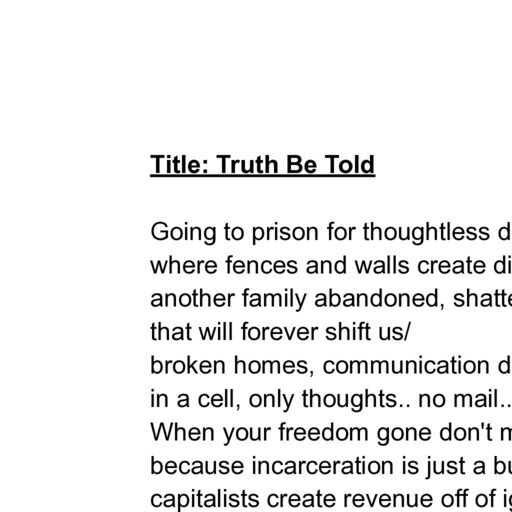 Title: Truth Be Told
Going to prison for thoughtless
where fences and walls create
another family abandoned,
that will forever shift us/
broken homes, communication
in a cell, only thoughts.. no mail..
When your freedom gone don't
because incarceration is just a
capitalists create revenue off of